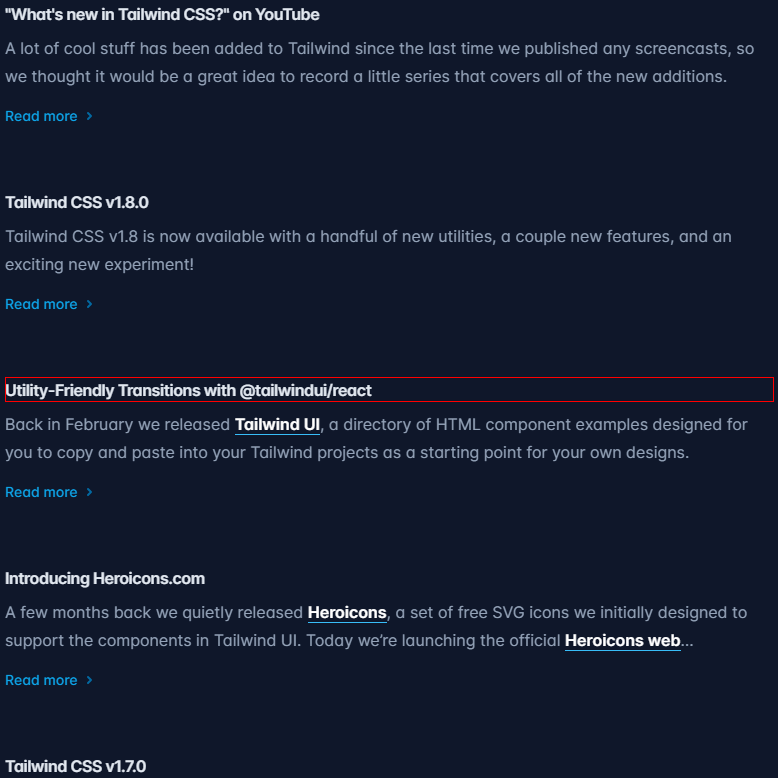 "What's new in Tailwind CSS?" on YouTube
A lot of cool stuff has been added to Tailwind since the last time we published any screencasts, so
we thought it would be a great idea to record a little series that covers all of the new additions.
Read more
Tailwind CSS v1.8.0
Tailwind CSS v1.8 is now available with a handful of new utilities, a couple new features, and an
exciting new experiment!
Read more
Utility-Friendly Transitions with @tailwindui/react
Back in February we released Tailwind UI, a directory of HTML component examples designed for
you to copy and paste into your Tailwind projects as a starting point for your own designs.
Read more
Introducing Heroicons.com
A few months back we quietly released Heroicons, a set of free SVG icons we initially designed to
support the components in Tailwind UI. Today we’re launching the official Heroicons web...
Read more
Tailwind CSS v1.7.0